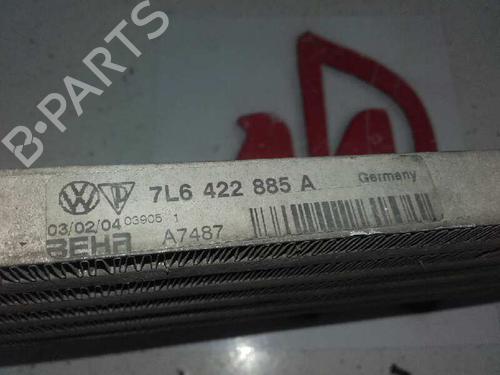 B-PARTS
7L6 422 885 A Germany
03/02/04 03905 1
BEHR A7487